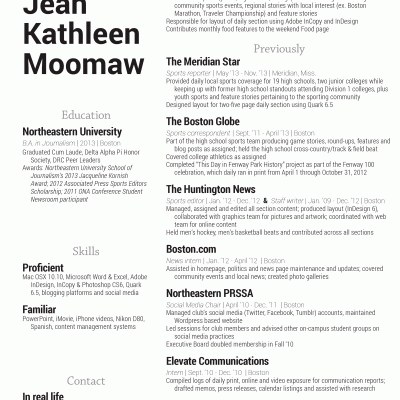 Jean
Kathleen
Moomaw
Education
Northeastern University
B.A. in Journalism | 2013 | Boston
Graduated Cum Laude, Delta Alpha Pi Honor
Society, DRC Peer Leaders
Awards: Northeastern University School of
Journalism's 2013 Jacqueline Kornish
Award; 2012 Associated Press Sports Editors
Scholarship; 2011 ONA Conference Student
Newsroom participant
Skills
Proficient
Mac OSX 10.10, Microsoft Word & Excel, Adobe
InDesign, InCopy & Photoshop CS6, Quark
6.5, blogging platforms and social media
Familiar
PowerPoint, iMovie, iPhone videos, Nikon D80,
Spanish, content management systems
Contact
In real life
community sports events, regional stories with local interest (ex. Boston
Marathon, Traveler Championship) and feature stories
Responsible for layout of daily section using Adobe InCopy and InDesign
Contributes monthly food features to the weekend Food page
Previously
The Meridian Star
Sports reporter | May '13 - Nov. '13 | Meridian, Miss.
Provided daily local sports coverage for 19 high schools, two junior colleges while
keeping up with former high school standouts attending Division 1 colleges, plus
youth sports and feature stories pertaining to the sporting community
Designed layout for two-five page daily section using Quark 6.5
The Boston Globe
Sports correspondent | Sept. '11 - April '13 | Boston
Part of the high school sports team producing game stories, round-ups, features and
blog posts as assigned; held the high school cross-country/track & field beat
Covered college athletics as assigned
Completed "This Day in Fenway Park History" project as part of the Fenway 100
celebration, which daily ran in print from April 1 through October 31, 2012
The Huntington News
Sports editor | Jan. '12 - Dec. '12 & Staff writer | Jan. '09 - Dec. '12 | Boston
Managed, assigned and edited all section content; produced layout (InDesign 6),
collaborated with graphics team for pictures and artwork; coordinated with web
team for online content
Held men's hockey, men's basketball beats and contributed across all sections
Boston.com
News intern | Jan. '12 - April '12 | Boston
Assisted in homepage, politics and news page maintenance and updates; covered
community events and local news; created photo galleries
Northeastern PRSSA
Social Media Chair | April '10 - Dec. '11 | Boston
Managed club's social media (Twitter, Facebook, Tumblr) accounts, maintained
Wordpress based website
Led sessions for club members and advised other on-campus student groups on
social media practices
Executive Board doubled membership in Fall '10
Elevate Communications
Intern | Sept. '10 - Dec. '10 | Boston
Compiled logs of daily print, online and video exposure for communication reports;
drafted memos, press releases, calendar listings and assisted with research